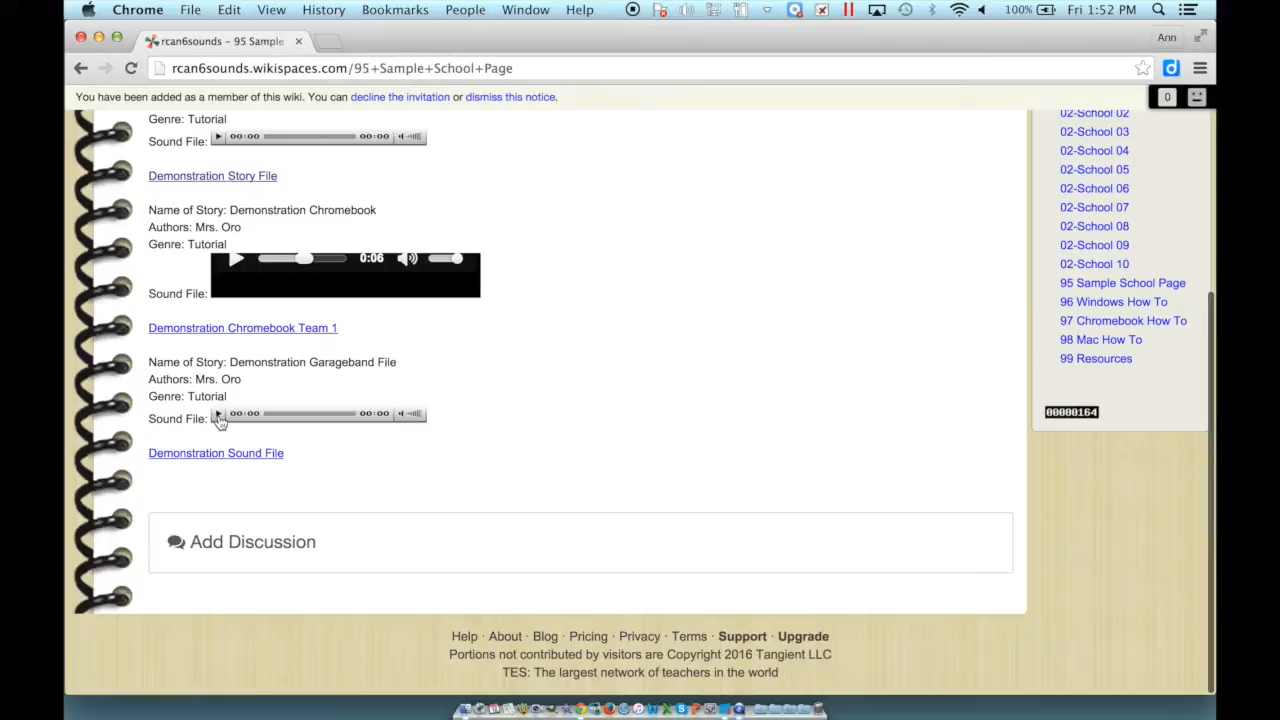 Chrome File Edit View History Bookmarks People Window Help 100% Fri 1:52 PM
rcan6sounds - 95 Sample Ann
rcan6sounds.wikispaces.com/95+Sample+School+Page
You have been added as a member of this wiki. You can decline the invitation or dismiss this notice. 0
Genre: Tutorial
Sound File: 00:00 00:00
Demonstration Story File
Name of Story: Demonstration Chromebook
Authors: Mrs. Oro
Genre: Tutorial
0:06
Sound File:
Demonstration Chromebook Team 1
Name of Story: Demonstration Garageband File
Authors: Mrs. Oro
Genre: Tutorial
Sound File: 00:00 00:00
Demonstration Sound File
Add Discussion
02-School 02
02-School 03
02-School 04
02-School 05
02-School 06
02-School 07
02-School 08
02-School 09
02-School 10
95 Sample School Page
96 Windows How To
97 Chromebook How To
98 Mac How To
99 Resources
00000164
Help · About · Blog · Pricing · Privacy · Terms · Support · Upgrade
Portions not contributed by visitors are Copyright 2016 Tangient LLC
TES: The largest network of teachers in the world